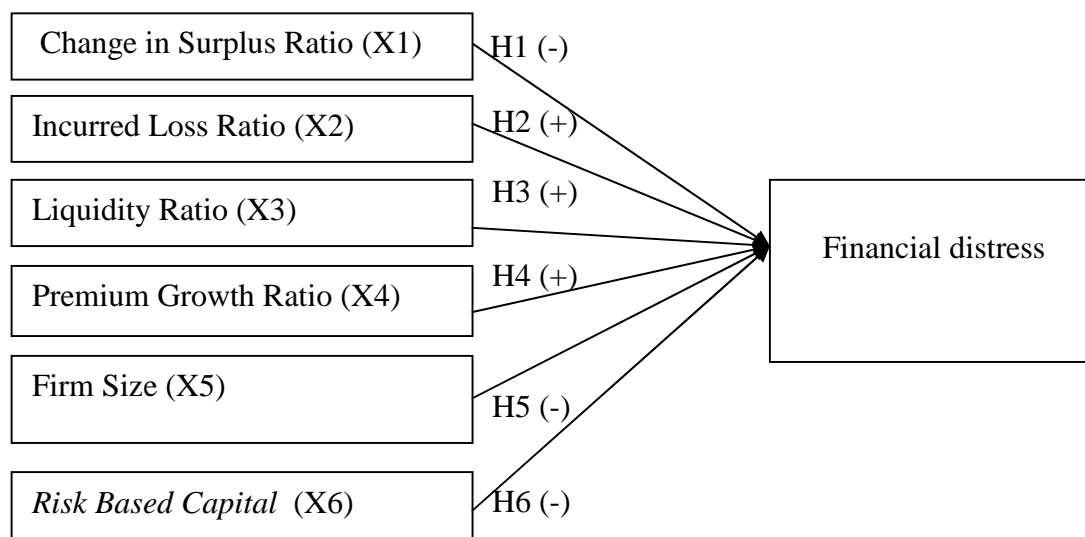 Change in Surplus Ratio (X1)
H1 (-)
Incurred Loss Ratio (X2)
H2 (+)
Liquidity Ratio (X3)
H3 (+)
Financial distress
Premium Growth Ratio (X4)
H4 (+)
Firm Size (X5)
H5 (-)
Risk Based Capital (X6)
H6 (-)